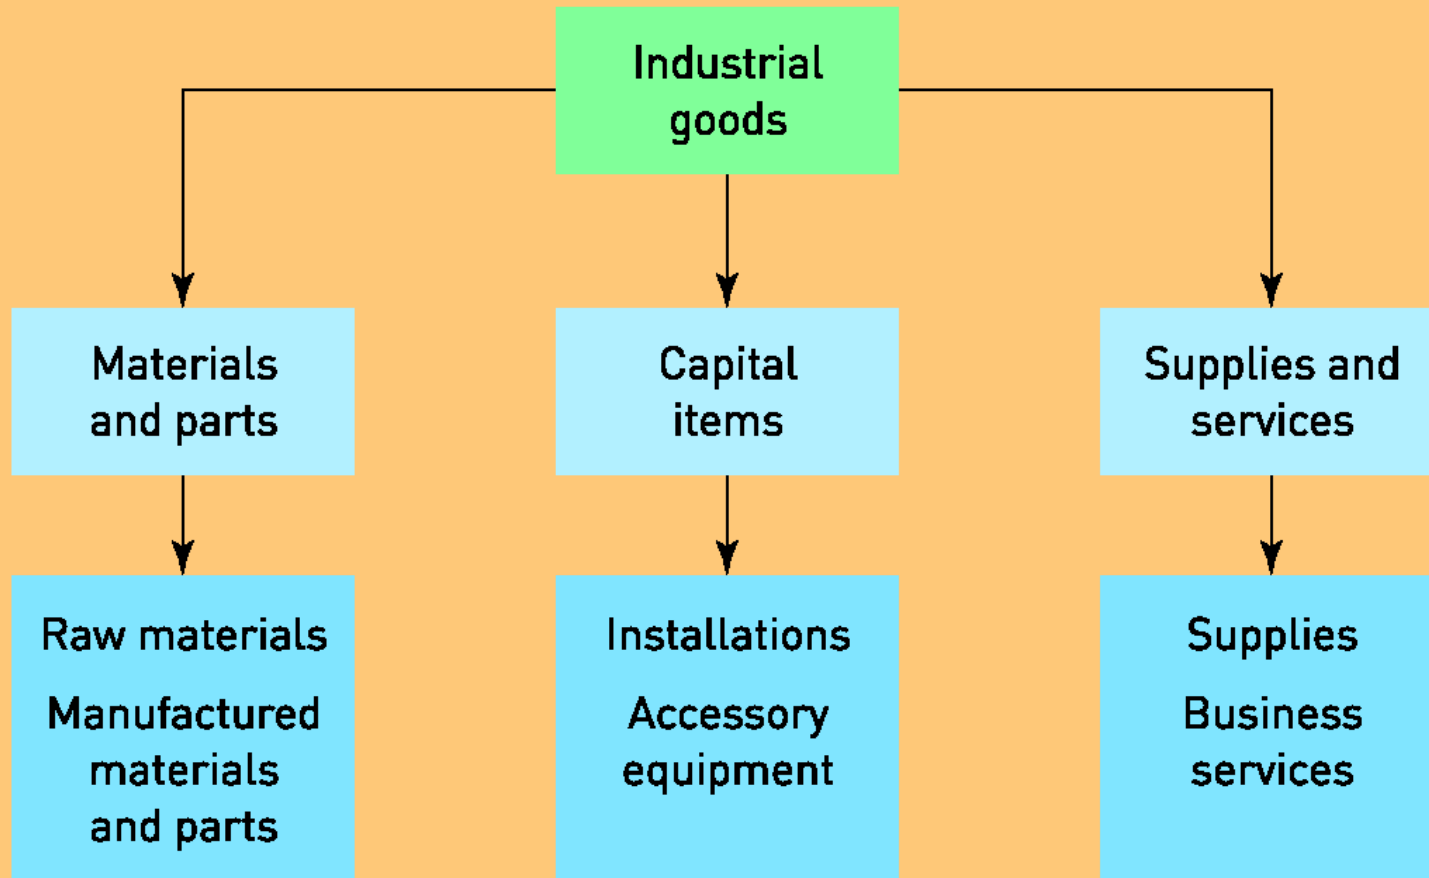 Industrial
goods
Materials
and parts
Capital
items
Supplies and
services
Raw materials
Manufactured
materials
and parts
Installations
Accessory
equipment
Supplies
Business
services